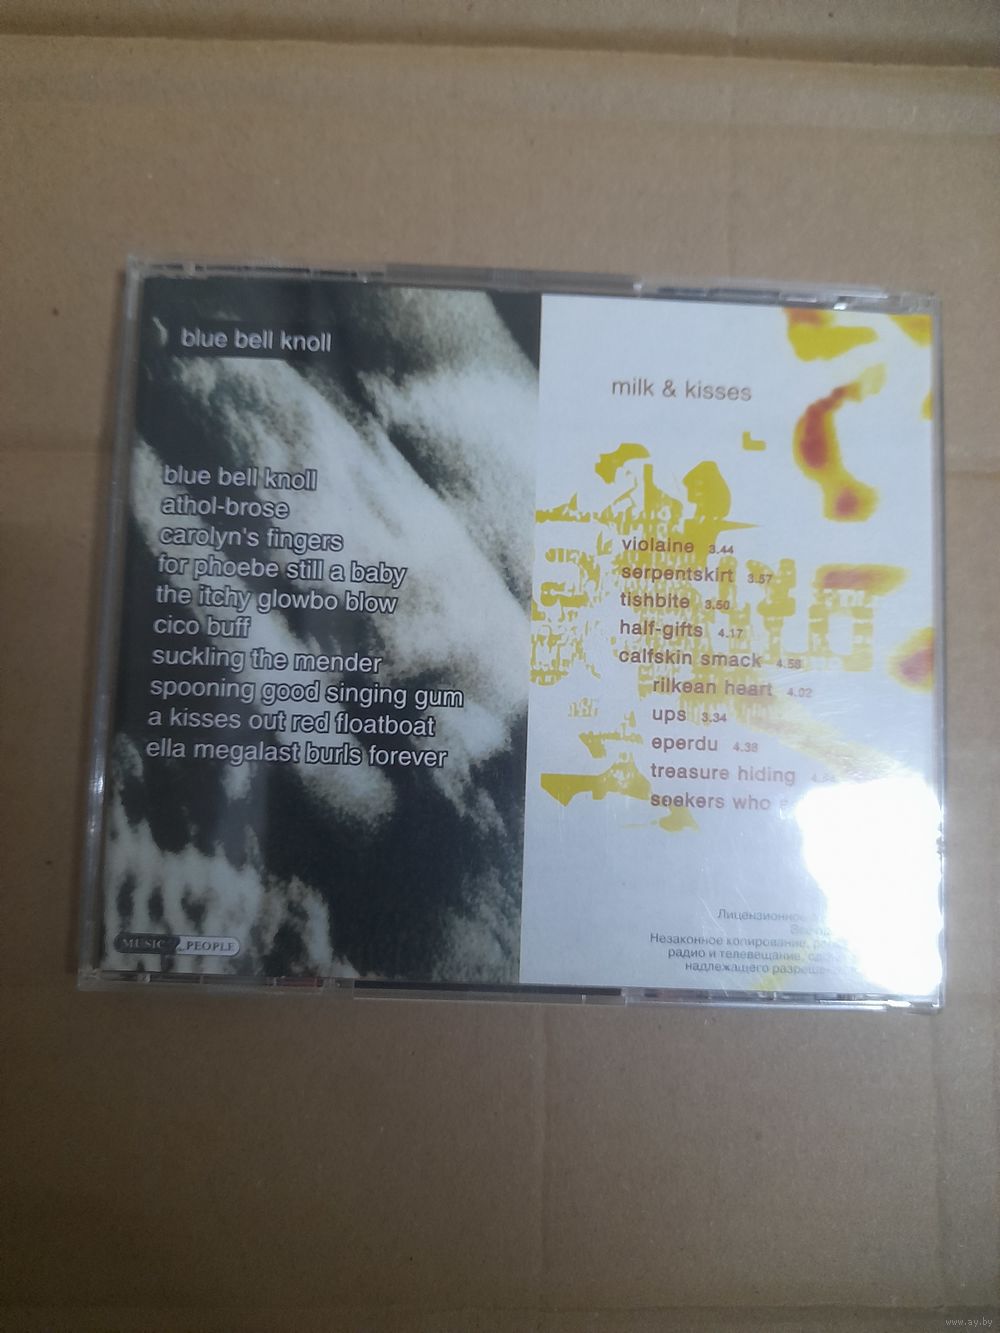 blue bell knoll
blue bell knoll
athol-brose
carolyn's fingers
for phoebe still a baby
the itchy glowbo blow
cico buff
suckling the mender
spooning good singing gum
a kisses out red floatboat
ella megalast burls forever
MUSIC PEOPLE
milk & kisses
violaine 3.44
serpentskirt 3.57
tishbite 3.50
half-gifts 4.17
calfskin smack 4.58
rilkean heart 4.02
ups 3.34
eperdu 4.38
treasure hiding
seekers who
Лицензионное
Незаконное копирование,
радио и телевещание,
надлежащего
www.ay.by